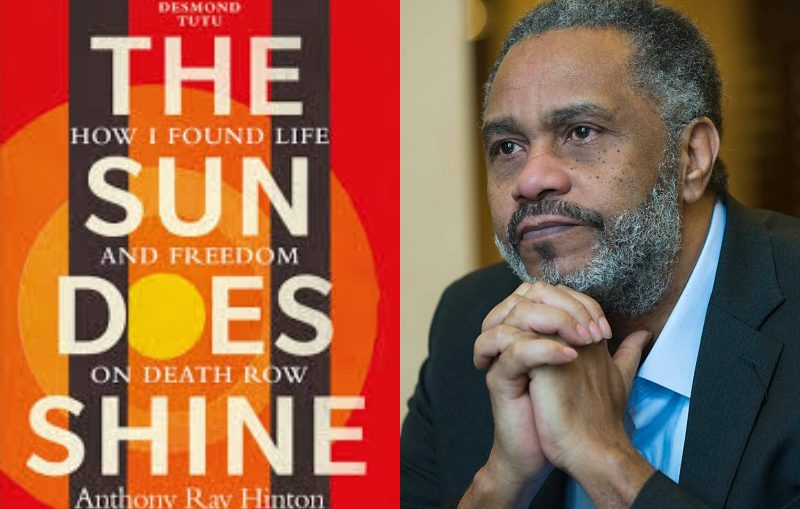 DESMOND
TUTU
THE
HOW I FOUND LIFE
SUN
AND FREEDOM
DOES
ON DEATH ROW
SHINE
Anthony Ray Hinton